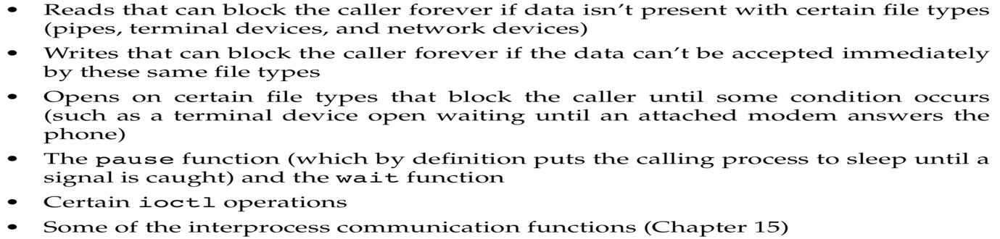 • Reads that can block the caller forever if data isn’t present with certain file types
(pipes, terminal devices, and network devices)
• Writes that can block the caller forever if the data can’t be accepted immediately
by these same file types
• Opens on certain file types that block the caller until some condition occurs
(such as a terminal device open waiting until an attached modem answers the
phone)
• The pause function (which by definition puts the calling process to sleep until a
signal is caught) and the wait function
• Certain ioctl operations
• Some of the interprocess communication functions (Chapter 15)